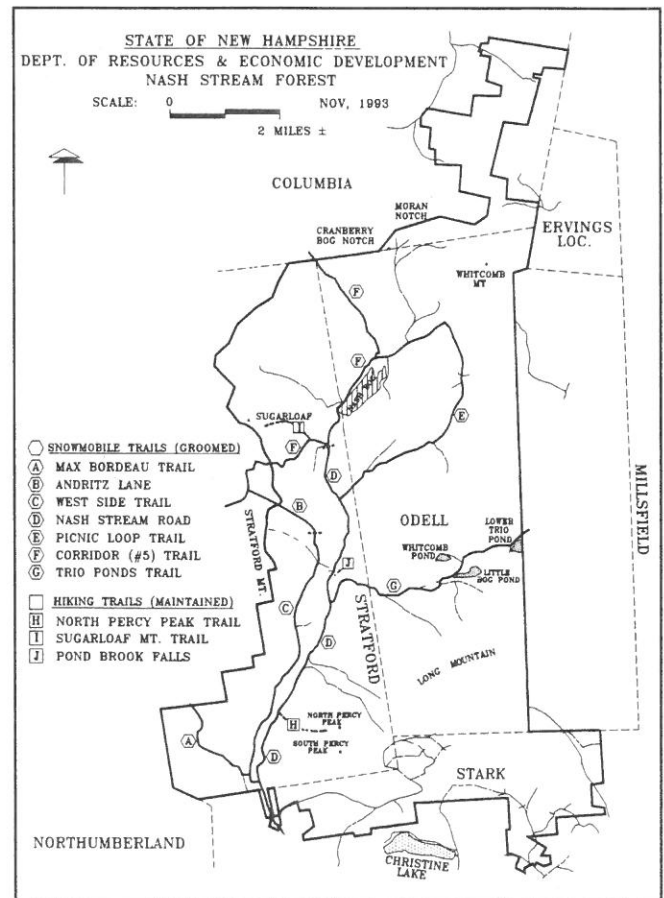 STATE OF NEW HAMPSHIRE
DEPT. OF RESOURCES & ECONOMIC DEVELOPMENT
NASH STREAM FOREST
SCALE: 0 NOV, 1993
2 MILES ±
COLUMBIA
MORAN
NOTCH
CRANBERRY
BOG NOTCH
ERVINGS
LOC.
WHITCOMB
MT
F
F
NASH BOG
SUGARLOAF
I
F
E
D
SNOWMOBILE TRAILS (GROOMED)
A MAX BORDEAU TRAIL
B ANDRITZ LANE
C WEST SIDE TRAIL
D NASH STREAM ROAD
E PICNIC LOOP TRAIL
F CORRIDOR (#5) TRAIL
G TRIO PONDS TRAIL
HIKING TRAILS (MAINTAINED)
H NORTH PERCY PEAK TRAIL
I SUGARLOAF MT. TRAIL
J POND BROOK FALLS
STRATFORD MT.
B
ODELL
MILLSFIELD
LOWER
TRIO
POND
WHITCOMB
POND
LITTLE
BOG POND
J
G
C
STRATFORD
D
LONG MOUNTAIN
H
NORTH PERCY
PEAK
SOUTH PERCY
PEAK
A
D
STARK
NORTHUMBERLAND
CHRISTINE
LAKE